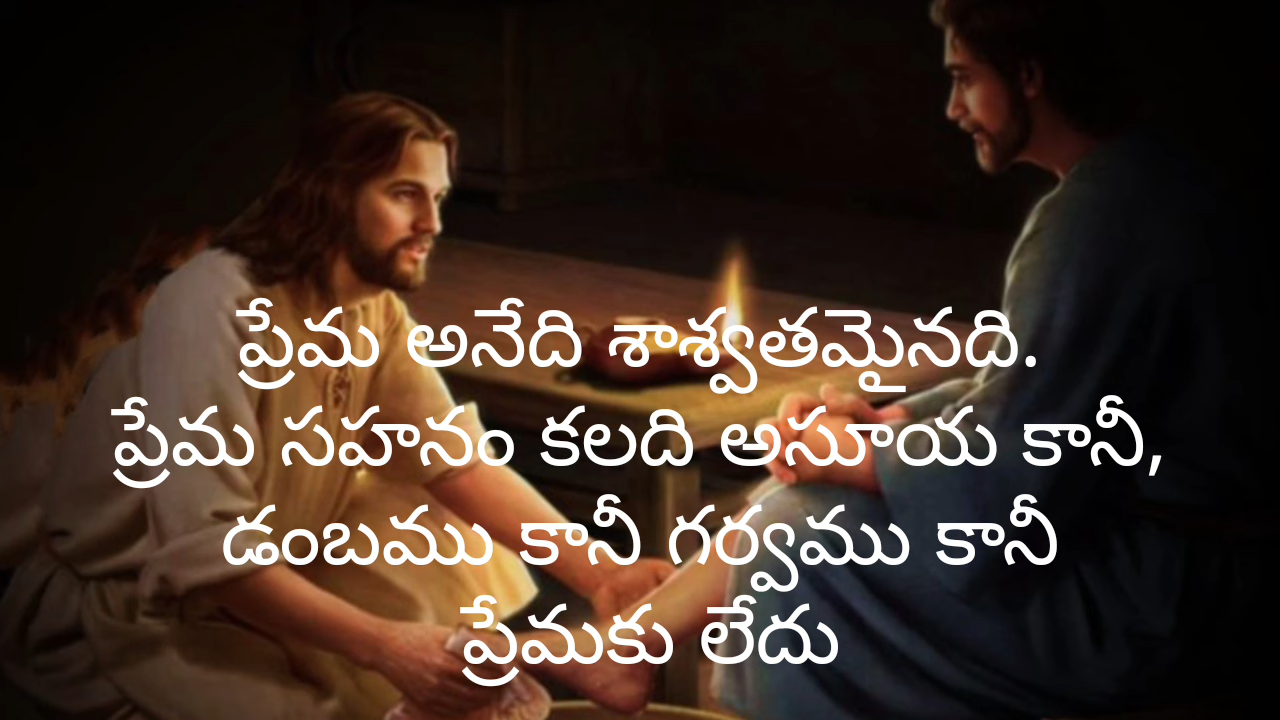 ప్రేమ అనేది శాశ్వతమైనది.
ప్రేమ సహనం కలది అసూయ కానీ,
డంబము కానీ గర్వము కానీ
ప్రేమకు లేదు